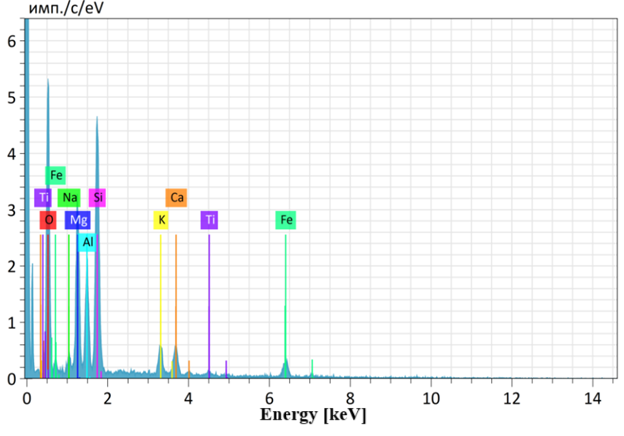 имп./с/eV
6
5
4
3
2
1
0
Fe
Ti Na Si Ca
O Mg K Ti Fe
Al
0 2 4 6 8 10 12 14
Energy [keV]